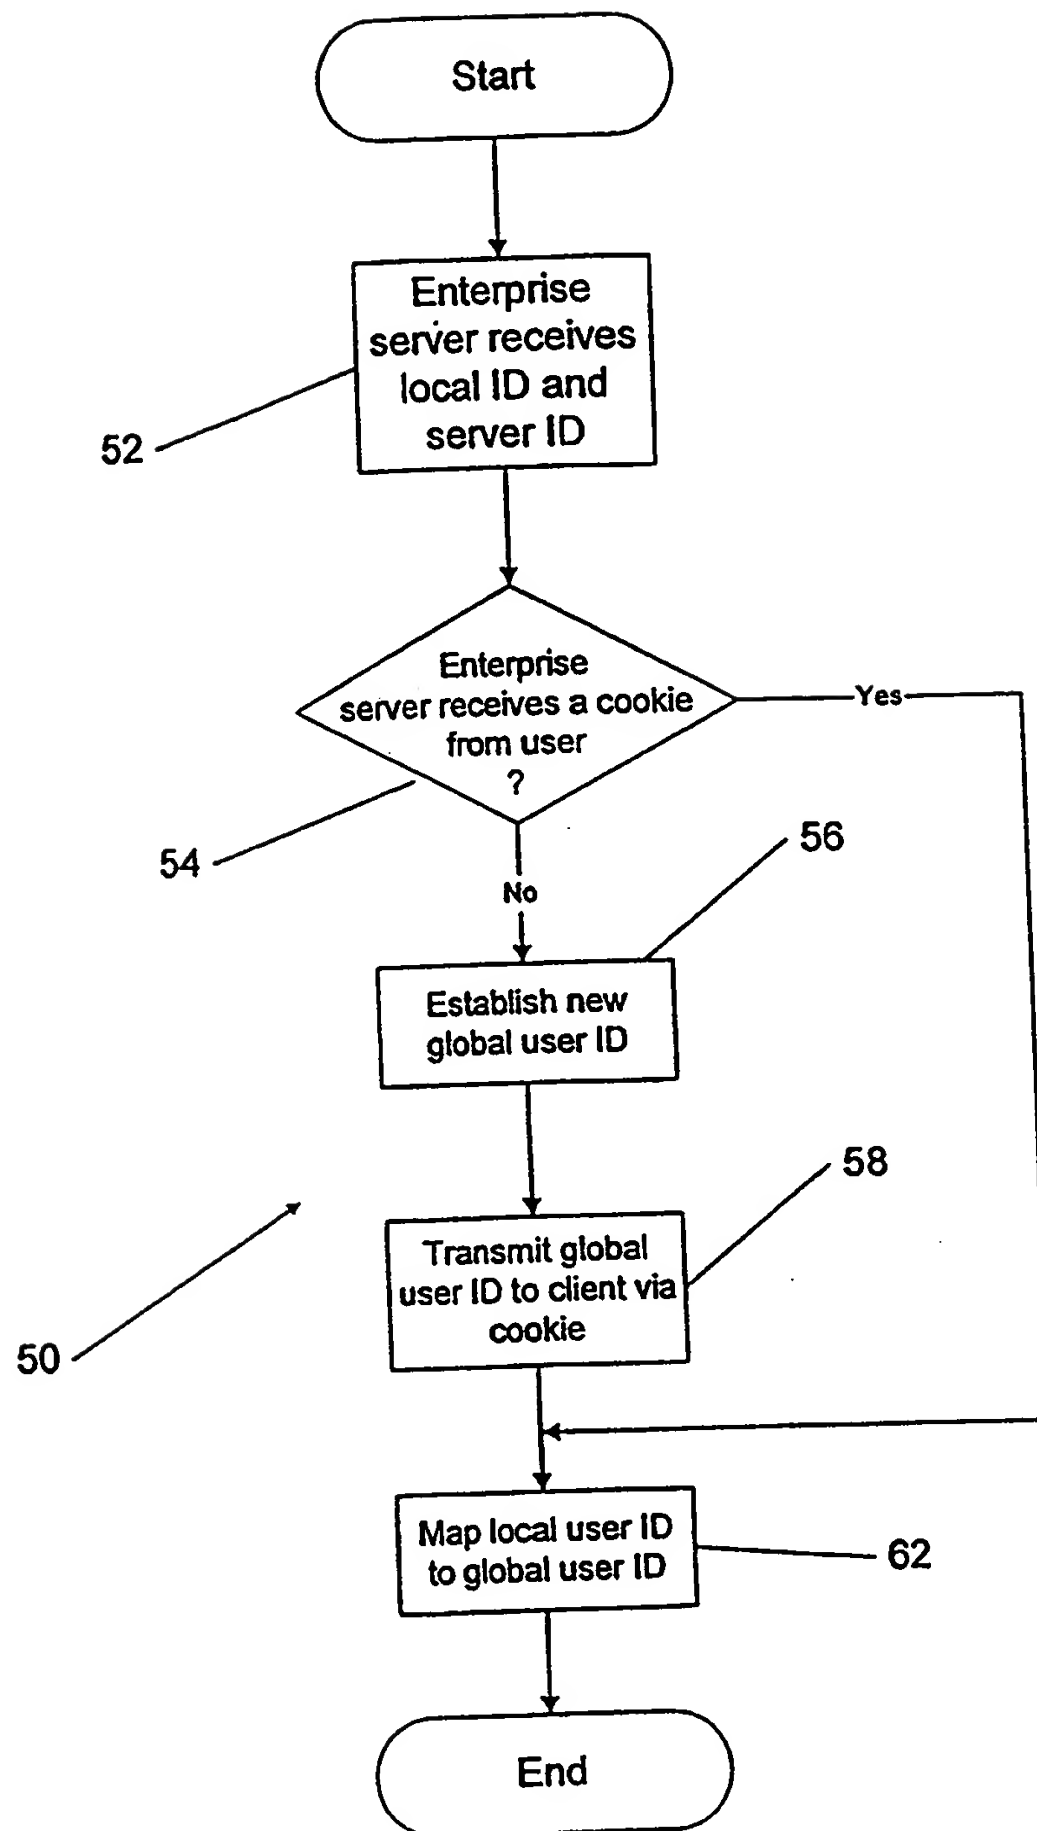 Start
Enterprise
server receives
local ID and
server ID
52
Enterprise
server receives a cookie
from user
?
Yes
54
56
No
Establish new
global user ID
58
Transmit global
user ID to client via
cookie
50
Map local user ID
to global user ID
62
End